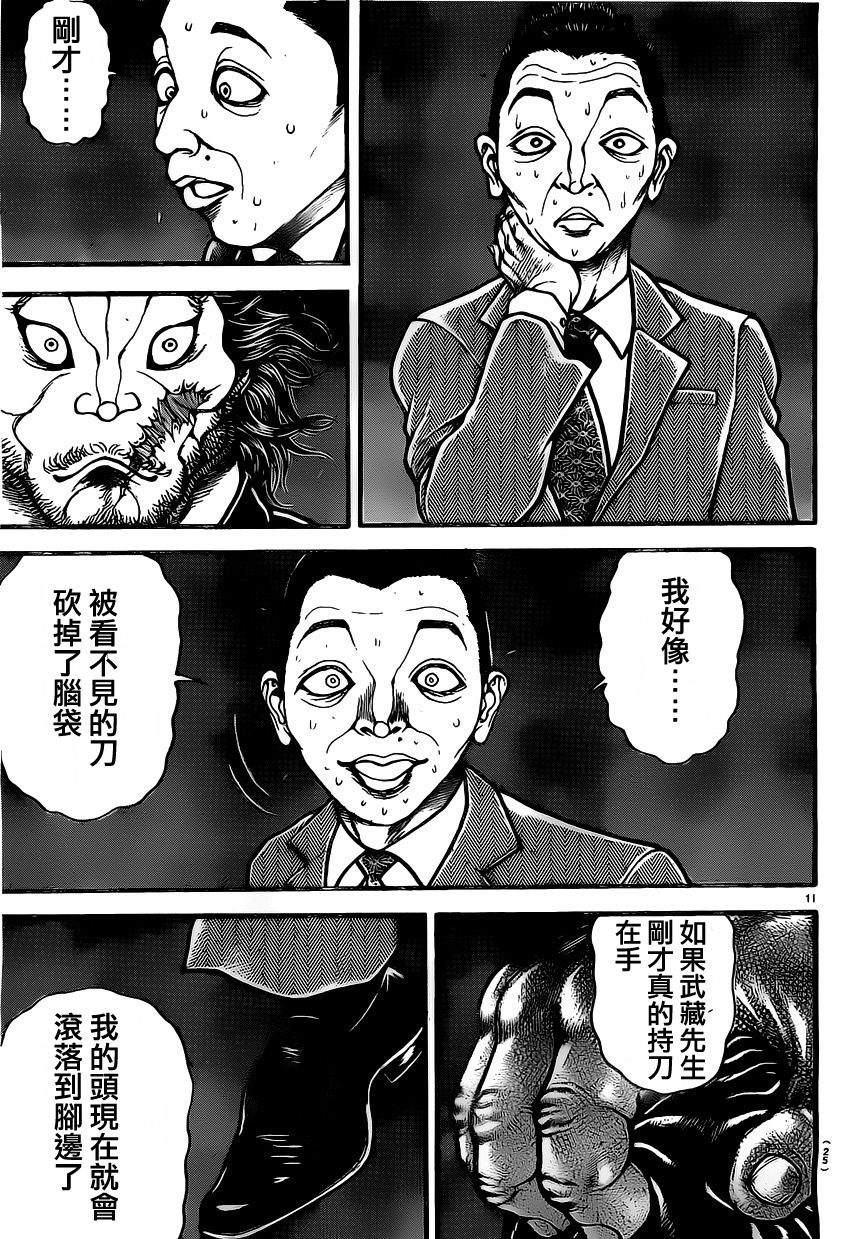 剛才……
我好像……
被看不見的刀
砍掉了腦袋
11
如果武藏先生
剛才真的持刀
在手
我的頭現在就會
滾落到腳邊了
(25)